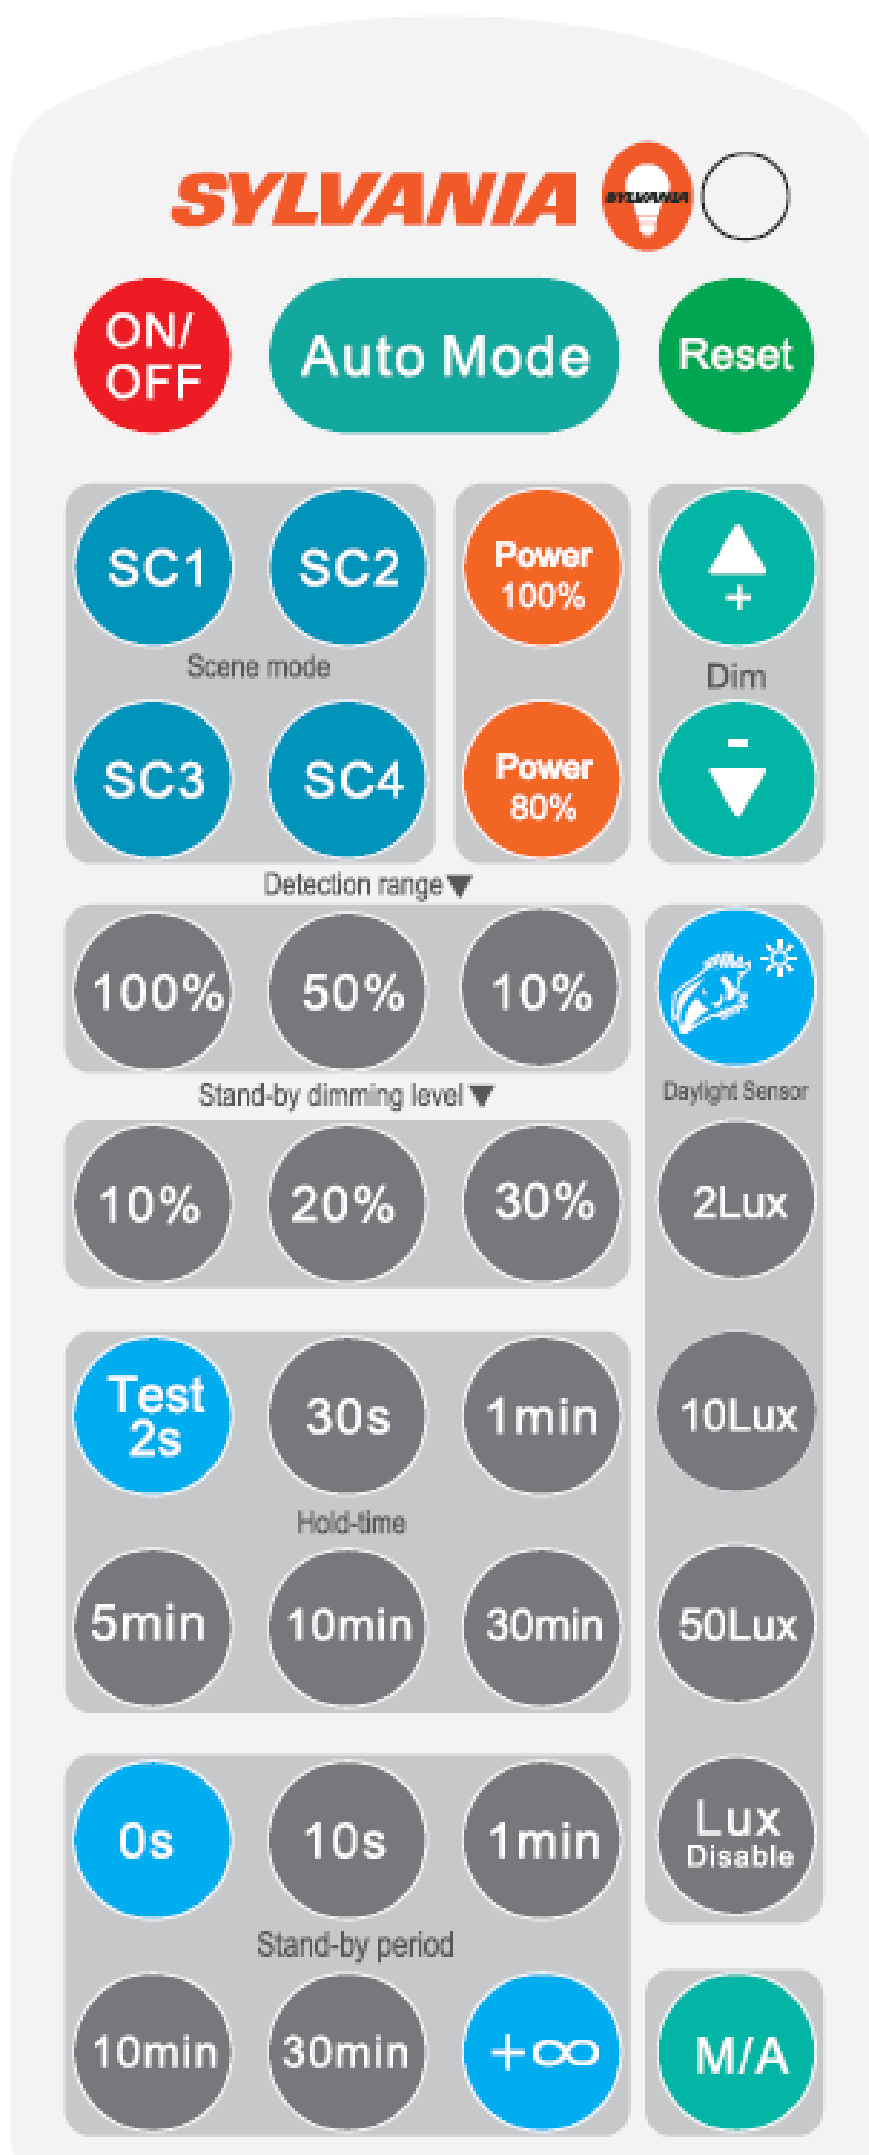 SYLVANIA
SYLVANIA
ON/
OFF
Auto Mode
Reset
SC1
SC2
Power
100%
+
Scene mode
Dim
SC3
SC4
Power
80%
-
Detection range▼
100%
50%
10%
Stand-by dimming level▼
Daylight Sensor
10%
20%
30%
2Lux
Test
2s
30s
1min
10Lux
Hold-time
5min
10min
30min
50Lux
0s
10s
1min
Lux
Disable
Stand-by period
10min
30min
+∞
M/A